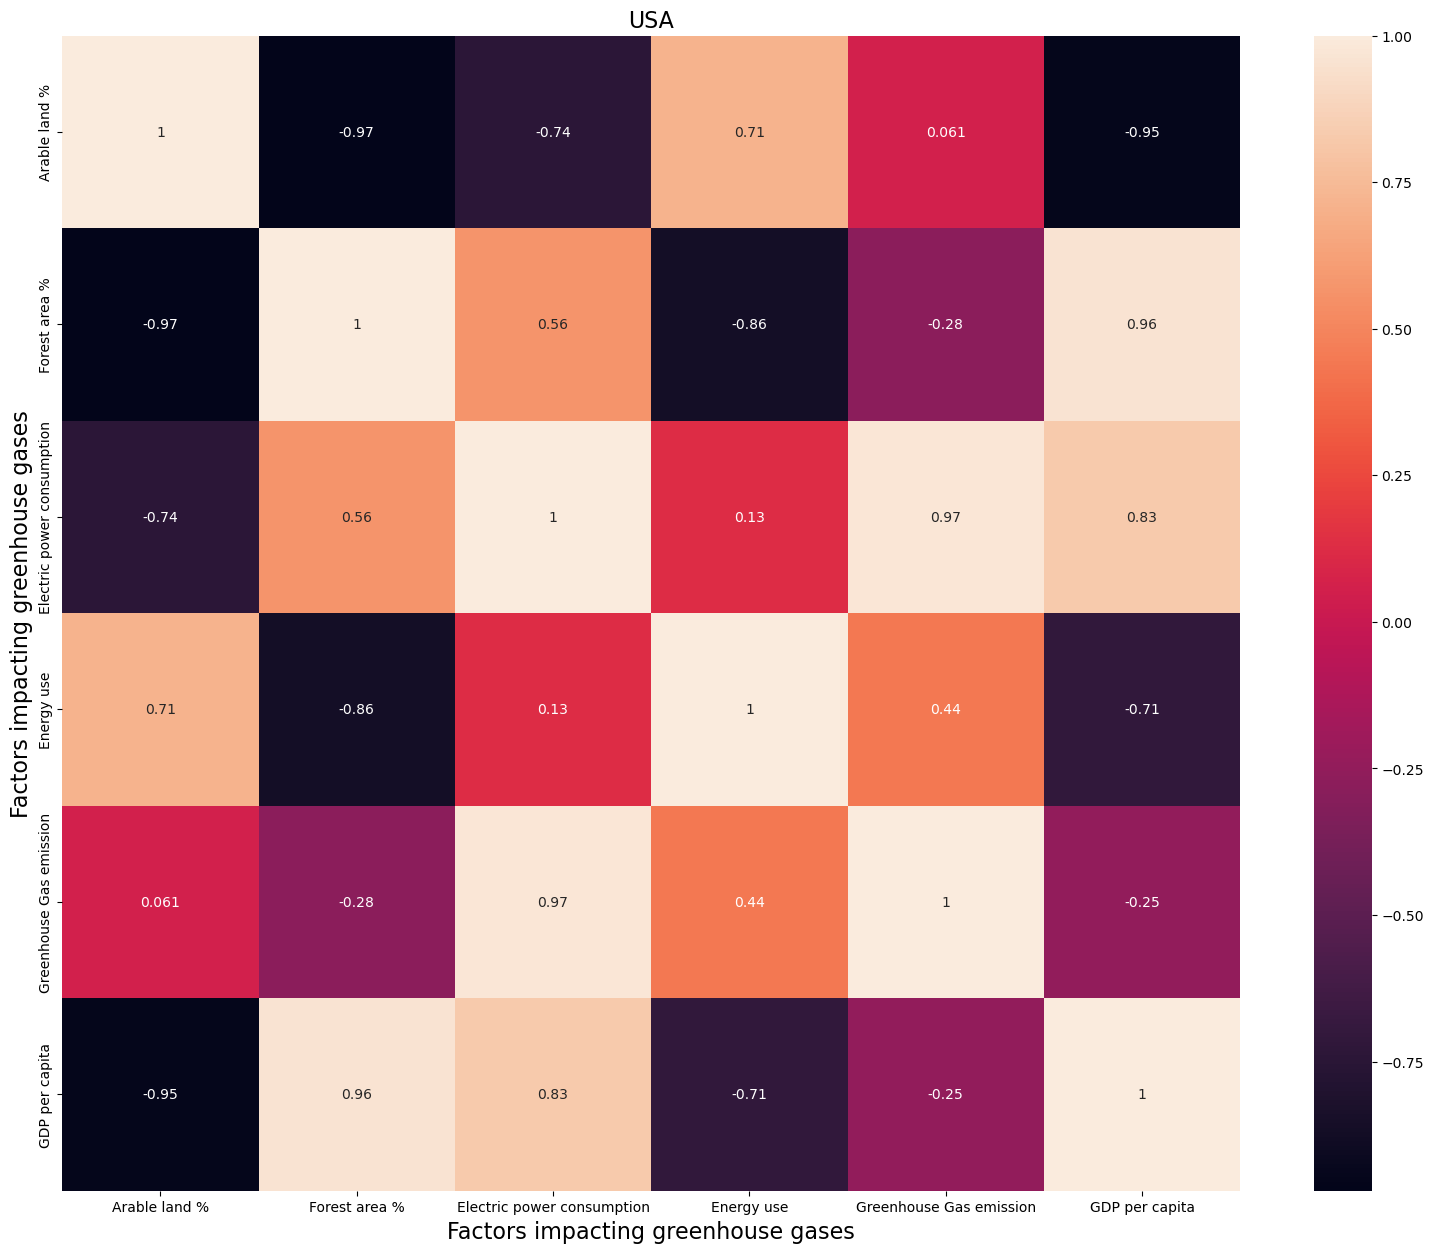 USA
Factors impacting greenhouse gases
Arable land %
1 -0.97 -0.74 0.71 0.061 -0.95
Forest area %
-0.97 1 0.56 -0.86 -0.28 0.96
Electric power consumption
-0.74 0.56 1 0.13 0.97 0.83
Energy use
0.71 -0.86 0.13 1 0.44 -0.71
Greenhouse Gas emission
0.061 -0.28 0.97 0.44 1 -0.25
GDP per capita
-0.95 0.96 0.83 -0.71 -0.25 1
Arable land % Forest area % Electric power consumption Energy use Greenhouse Gas emission GDP per capita
Factors impacting greenhouse gases
1.00
0.75
0.50
0.25
0.00
−0.25
−0.50
−0.75